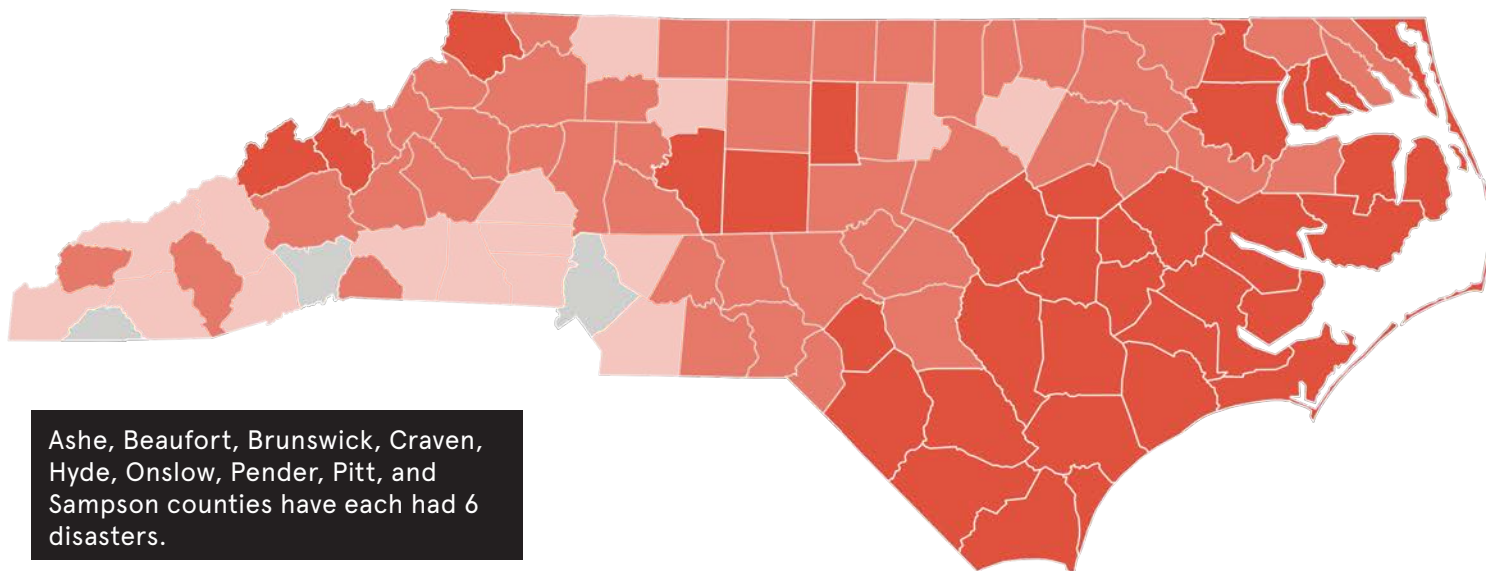 Ashe, Beaufort, Brunswick, Craven,
Hyde, Onslow, Pender, Pitt, and
Sampson counties have each had 6
disasters.